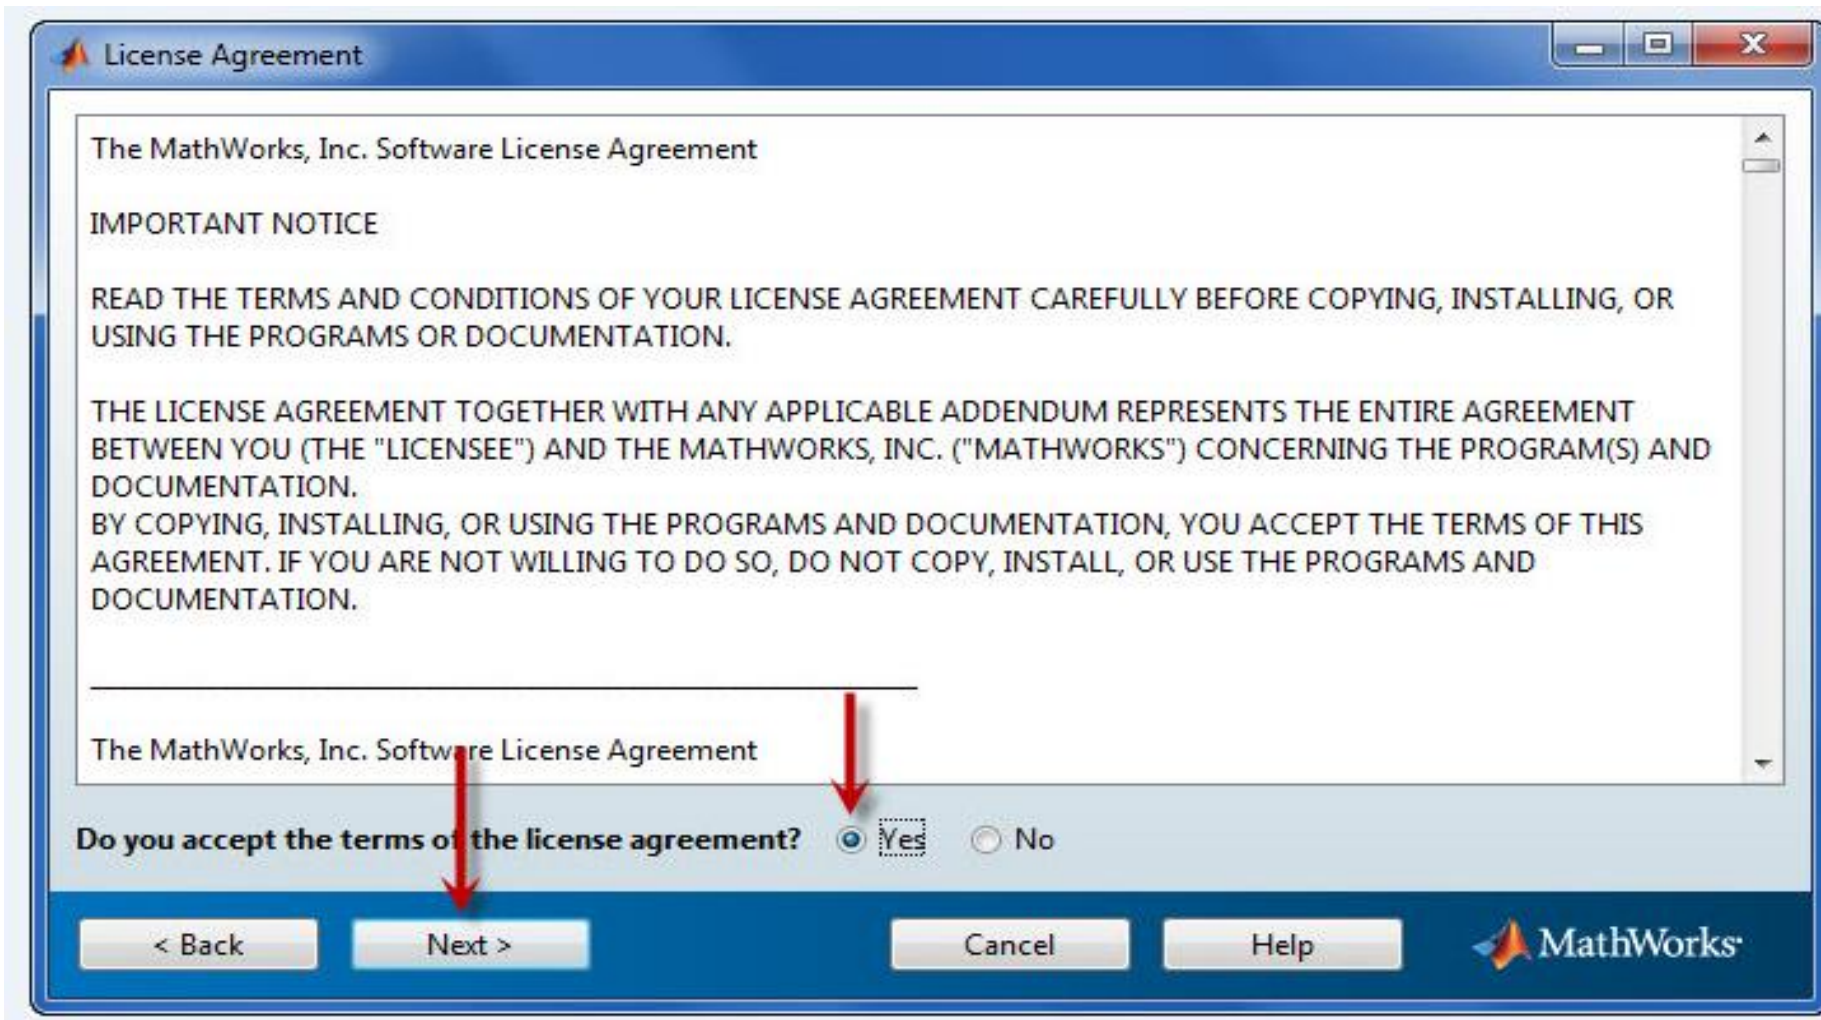 License Agreement
The MathWorks, Inc. Software License Agreement
IMPORTANT NOTICE
READ THE TERMS AND CONDITIONS OF YOUR LICENSE AGREEMENT CAREFULLY BEFORE COPYING, INSTALLING, OR
USING THE PROGRAMS OR DOCUMENTATION.
THE LICENSE AGREEMENT TOGETHER WITH ANY APPLICABLE ADDENDUM REPRESENTS THE ENTIRE AGREEMENT
BETWEEN YOU (THE "LICENSEE") AND THE MATHWORKS, INC. ("MATHWORKS") CONCERNING THE PROGRAM(S) AND
DOCUMENTATION.
BY COPYING, INSTALLING, OR USING THE PROGRAMS AND DOCUMENTATION, YOU ACCEPT THE TERMS OF THIS
AGREEMENT. IF YOU ARE NOT WILLING TO DO SO, DO NOT COPY, INSTALL, OR USE THE PROGRAMS AND
DOCUMENTATION.
The MathWorks, Inc. Software License Agreement
Do you accept the terms of the license agreement? Yes No
< Back Next > Cancel Help MathWorks